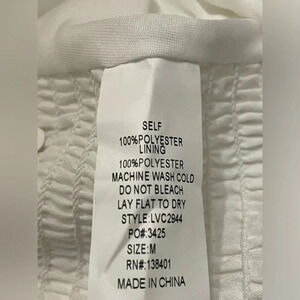 SELF
100%POLYESTER
LINING
100%POLYESTER
MACHINE WASH COLD
DO NOT BLEACH
LAY FLAT TO DRY
STYLE:LVC2944
PO#:3425
SIZE:M
RN#:138401
MADE IN CHINA